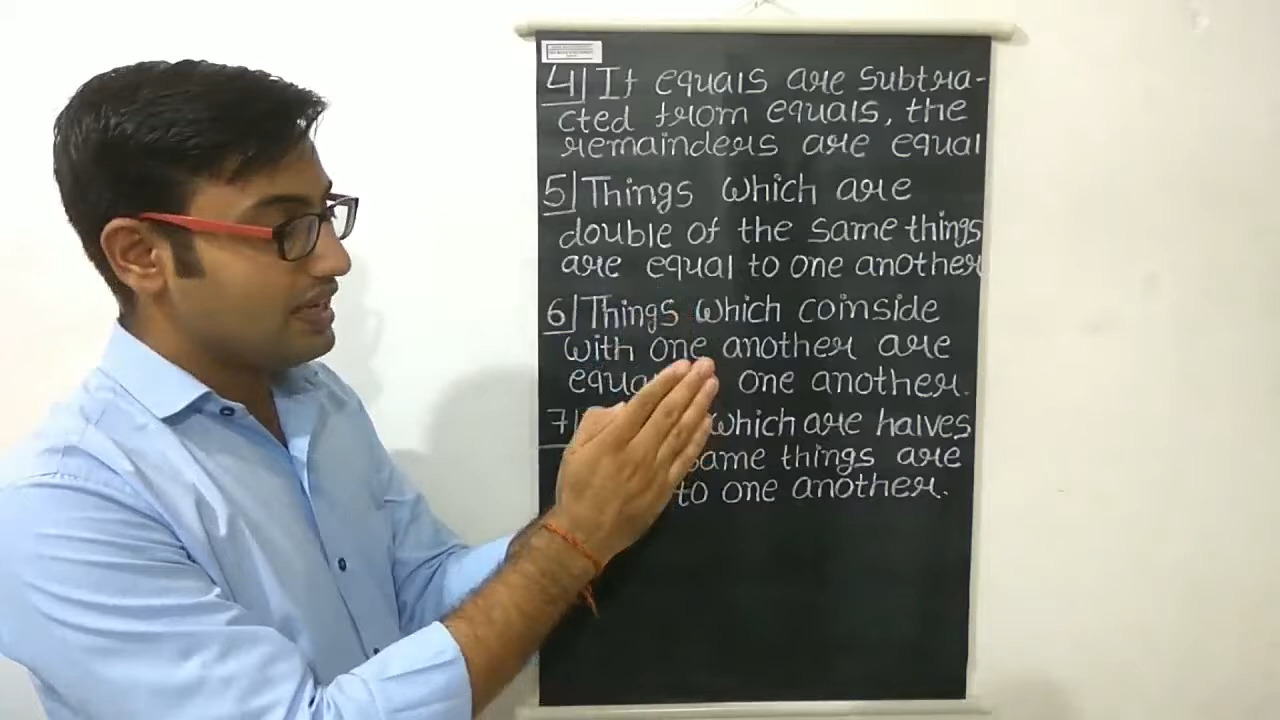 4| If equals are subtra-
cted from equals, the
remainders are equal
5| Things which are
double of the same things
are equal to one another
6| Things which coinside
with one another are
equa one another.
7| which are halves
same things are
to one another.